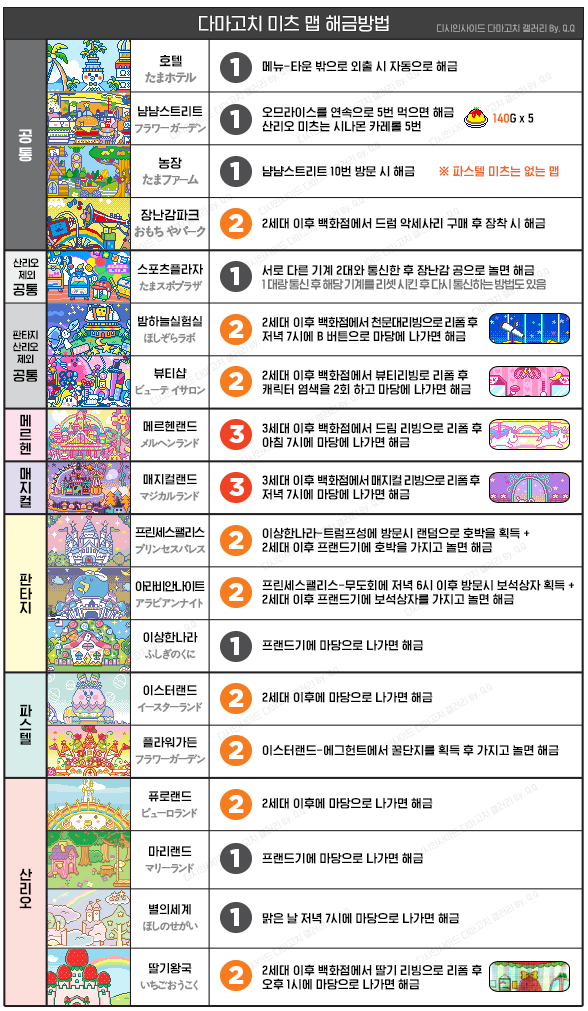 다마고치 미츠 맵 해금방법
디시인사이드 다마고치 갤러리 By. Q.Q
공통
호텔
たまホテル
1
메뉴-타운 밖으로 외출 시 자동으로 해금
냠냠스트리트
フラワーガーデン
1
오므라이스를 연속으로 5번 먹으면 해금
산리오 미츠는 시나몬 카레를 5번
140G x 5
농장
たまファーム
1
냠냠스트리트 10번 방문 시 해금
※ 파스텔 미츠는 없는 맵
장난감파크
おもちやパーク
2
2세대 이후 백화점에서 드럼 악세사리 구매 후 장착 시 해금
산리오
제외
공통
스포츠플라자
たまスポプラザ
1
서로 다른 기계 2대와 통신한 후 장난감 공으로 놀면 해금
1대랑 통신 후 해당 기계를 리셋 시킨 후 다시 통신하는 방법도 있음
판타지
산리오
제외
공통
밤하늘실험실
ほしぞらラボ
2
2세대 이후 백화점에서 천문대리빙으로 리폼 후
저녁 7시에 B 버튼으로 마당에 나가면 해금
뷰티샵
ビューティサロン
2
2세대 이후 백화점에서 뷰티리빙으로 리폼 후
캐릭터 염색을 2회 하고 마당에 나가면 해금
메르헨
메르헨랜드
メルヘンランド
3
3세대 이후 백화점에서 드림 리빙으로 리폼 후
아침 7시에 마당에 나가면 해금
매지컬
매지컬랜드
マジカルランド
3
3세대 이후 백화점에서 매지컬 리빙으로 리폼 후
저녁 7시에 마당에 나가면 해금
판타지
프린세스팰리스
プリンセスパレス
2
이상한나라-트럼프성에 방문시 랜덤으로 호박을 획득 +
2세대 이후 프랜드기에 호박을 가지고 놀면 해금
아라비안나이트
アラビアンナイト
2
프린세스팰리스-무도회에 저녁 6시 이후 방문시 보석상자 획득 +
2세대 이후 프랜드기에 보석상자를 가지고 놀면 해금
이상한나라
ふしぎのくに
1
프랜드기에 마당으로 나가면 해금
파스텔
이스터랜드
イースターランド
2
2세대 이후에 마당으로 나가면 해금
플라워가든
フラワーガーデン
2
이스터랜드-에그헌트에서 꿀단지를 획득 후 가지고 놀면 해금
산리오
퓨로랜드
ピューロランド
2
2세대 이후에 마당으로 나가면 해금
마리랜드
マリーランド
1
프랜드기에 마당으로 나가면 해금
별의세계
ほしのせがい
1
맑은 날 저녁 7시에 마당으로 나가면 해금
딸기왕국
いちごおうこく
2
2세대 이후 백화점에서 딸기 리빙으로 리폼 후
오후 1시에 마당으로 나가면 해금